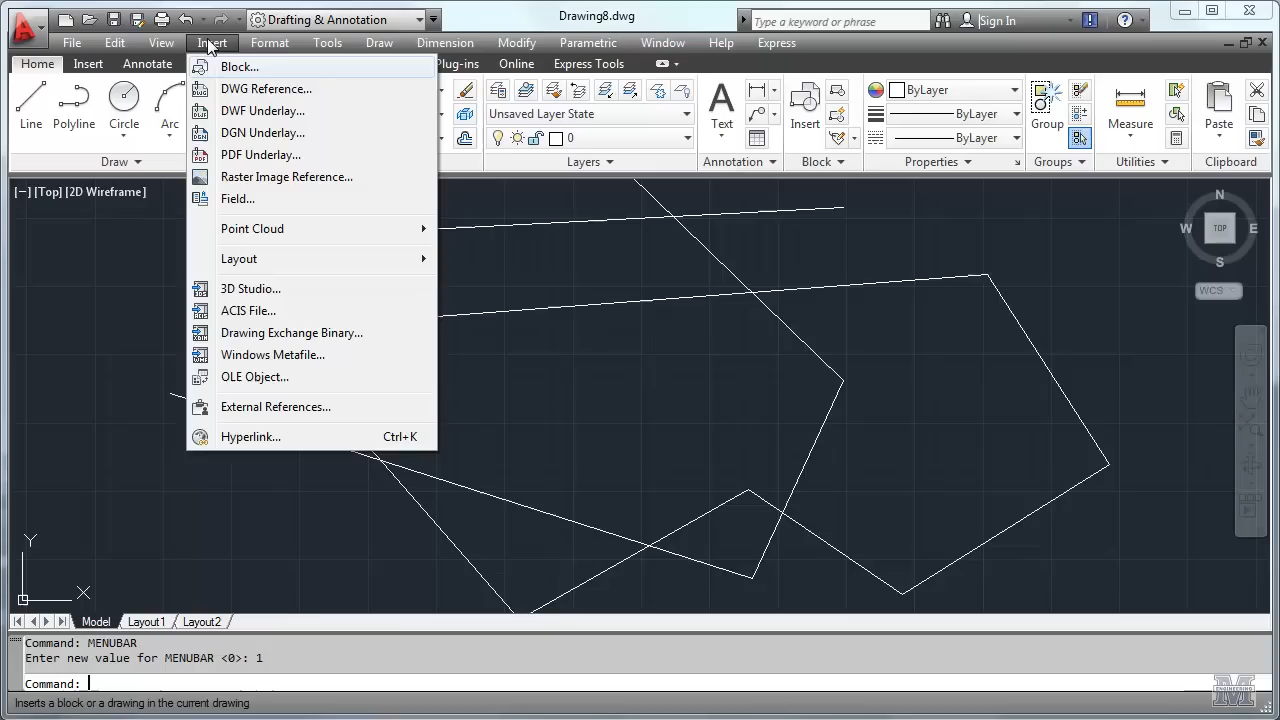 Drafting & Annotation
Drawing8.dwg
Type a keyword or phrase
Sign In
File Edit View Insert Format Tools Draw Dimension Modify Parametric Window Help Express
Home Insert Annotate Plug-ins Online Express Tools
Block...
DWG Reference...
DWF Underlay...
DGN Underlay...
PDF Underlay...
Raster Image Reference...
Field...
Point Cloud
Layout
3D Studio...
ACIS File...
Drawing Exchange Binary...
Windows Metafile...
OLE Object...
External References...
Hyperlink... Ctrl+K
Line Polyline Circle Arc
Draw
Unsaved Layer State
0
Layers
Text
Annotation
Insert
Block
ByLayer
ByLayer
ByLayer
Properties
Group
Groups
Measure
Utilities
Paste
Clipboard
[−] [Top] [2D Wireframe]
N
W TOP E
S
WCS
Y
X
Model Layout1 Layout2
Command: MENUBAR
Enter new value for MENUBAR <0>: 1
Command:
Inserts a block or a drawing in the current drawing